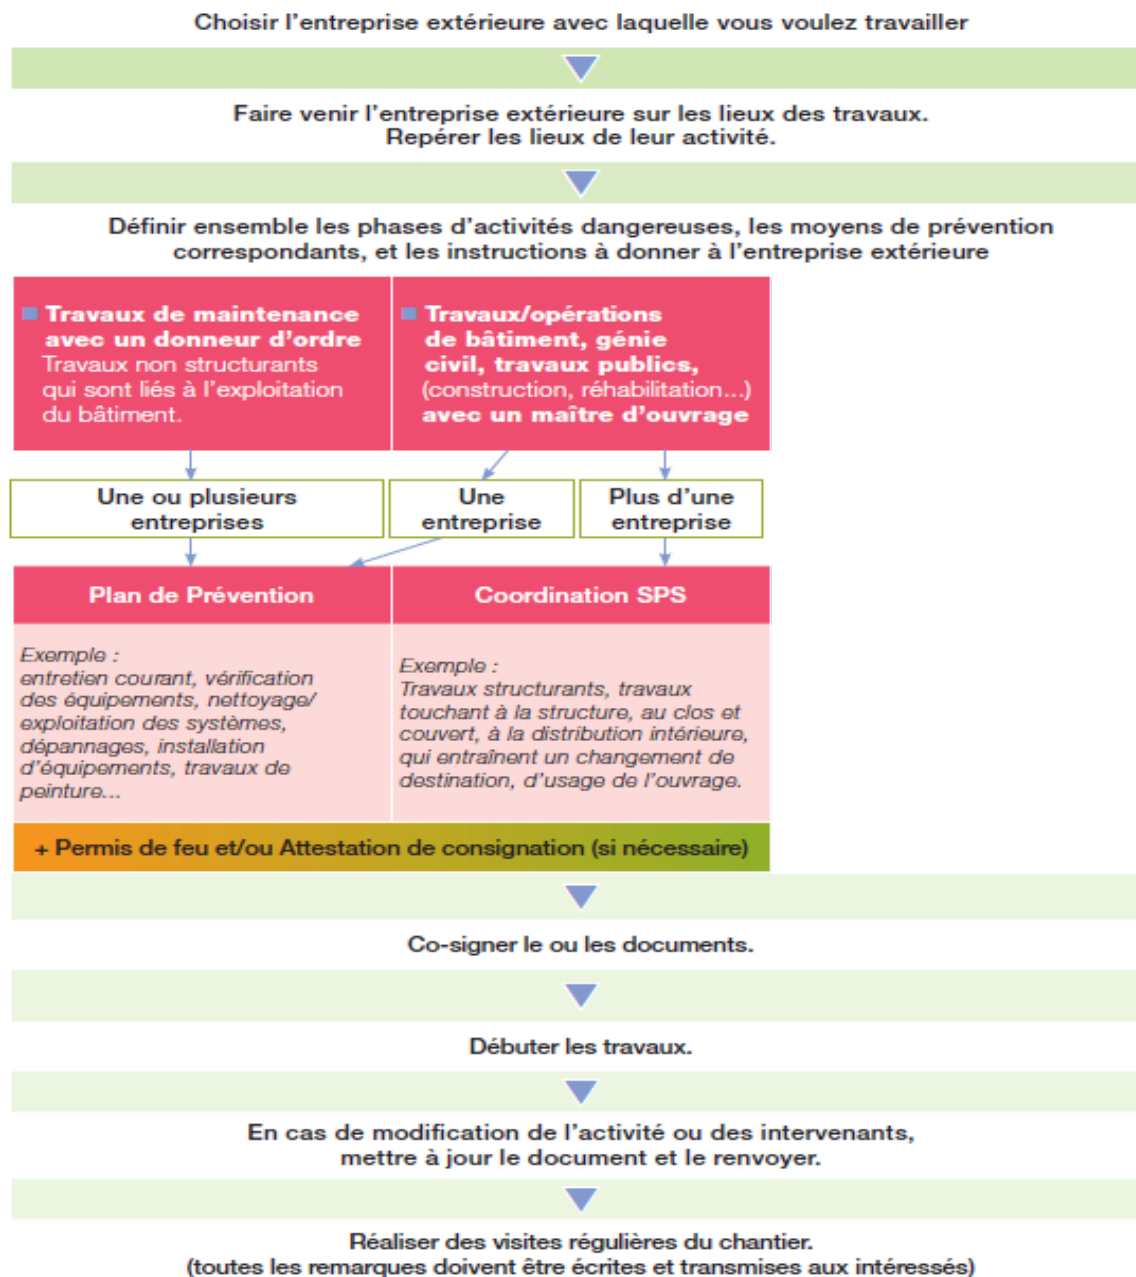 Choisir l'entreprise extérieure avec laquelle vous voulez travailler
Faire venir l'entreprise extérieure sur les lieux des travaux.
Repérer les lieux de leur activité.
Définir ensemble les phases d'activités dangereuses, les moyens de prévention
correspondants, et les instructions à donner à l'entreprise extérieure
Travaux de maintenance
avec un donneur d'ordre
Travaux non structurants
qui sont liés à l'exploitation
du bâtiment.
Travaux/opérations
de bâtiment, génie
civil, travaux publics,
(construction, réhabilitation...)
avec un maître d'ouvrage
Une ou plusieurs
entreprises
Une
entreprise
Plus d'une
entreprise
Plan de Prévention
Coordination SPS
Exemple :
entretien courant, vérification
des équipements, nettoyage/
exploitation des systèmes,
dépannages, installation
d'équipements, travaux de
peinture...
Exemple :
Travaux structurants, travaux
touchant à la structure, au clos et
couvert, à la distribution intérieure,
qui entraînent un changement de
destination, d'usage de l'ouvrage.
+ Permis de feu et/ou Attestation de consignation (si nécessaire)
Co-signer le ou les documents.
Débuter les travaux.
En cas de modification de l'activité ou des intervenants,
mettre à jour le document et le renvoyer.
Réaliser des visites régulières du chantier.
(toutes les remarques doivent être écrites et transmises aux intéressés)